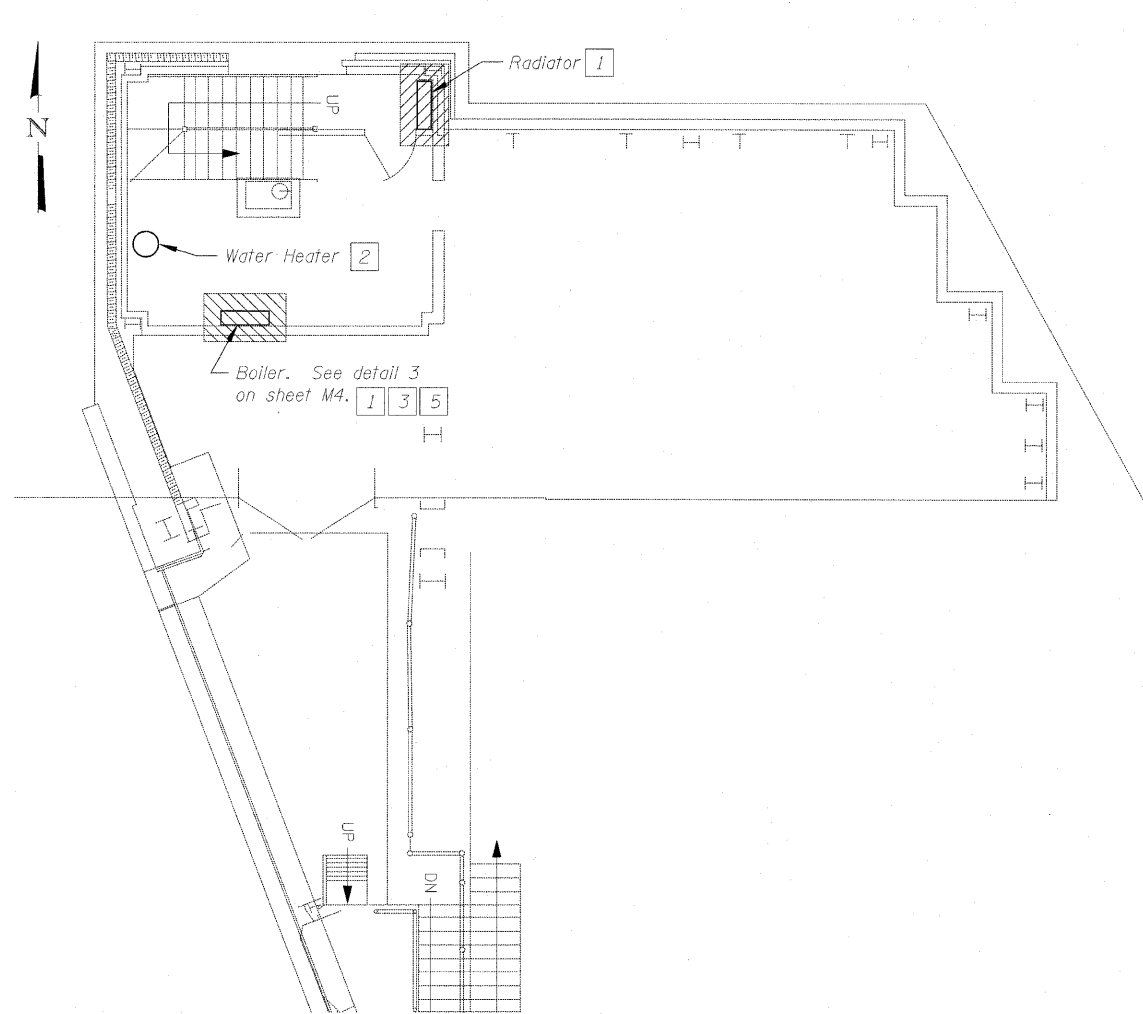 Radiator 1
N
UP
Water Heater 2
Boiler. See detail 3
on sheet M4. 1 3 5
UP
DN